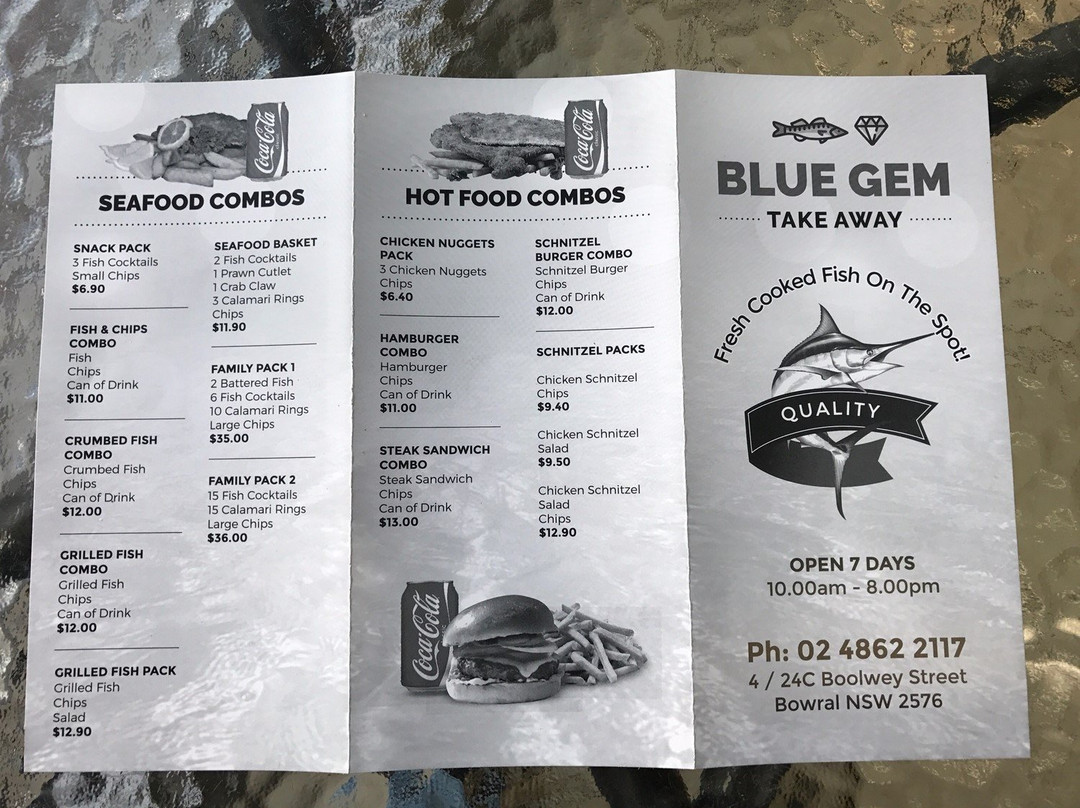 Coca-Cola
SEAFOOD COMBOS
SNACK PACK
3 Fish Cocktails
Small Chips
$6.90
FISH & CHIPS
COMBO
Fish
Chips
Can of Drink
$11.00
CRUMBED FISH
COMBO
Crumbed Fish
Chips
Can of Drink
$12.00
GRILLED FISH
COMBO
Grilled Fish
Chips
Can of Drink
$12.00
GRILLED FISH PACK
Grilled Fish
Chips
Salad
$12.90
SEAFOOD BASKET
2 Fish Cocktails
1 Prawn Cutlet
1 Crab Claw
3 Calamari Rings
Chips
$11.90
FAMILY PACK 1
2 Battered Fish
6 Fish Cocktails
10 Calamari Rings
Large Chips
$35.00
FAMILY PACK 2
15 Fish Cocktails
15 Calamari Rings
Large Chips
$36.00
Coca-Cola
HOT FOOD COMBOS
CHICKEN NUGGETS
PACK
3 Chicken Nuggets
Chips
$6.40
HAMBURGER
COMBO
Hamburger
Chips
Can of Drink
$11.00
STEAK SANDWICH
COMBO
Steak Sandwich
Chips
Can of Drink
$13.00
SCHNITZEL
BURGER COMBO
Schnitzel Burger
Chips
Can of Drink
$12.00
SCHNITZEL PACKS
Chicken Schnitzel
Chips
$9.40
Chicken Schnitzel
Salad
$9.50
Chicken Schnitzel
Salad
Chips
$12.90
Coca-Cola
BLUE GEM
TAKE AWAY
Fresh Cooked Fish On The Spot!
QUALITY
OPEN 7 DAYS
10.00am - 8.00pm
Ph: 02 4862 2117
4 / 24C Boolwey Street
Bowral NSW 2576